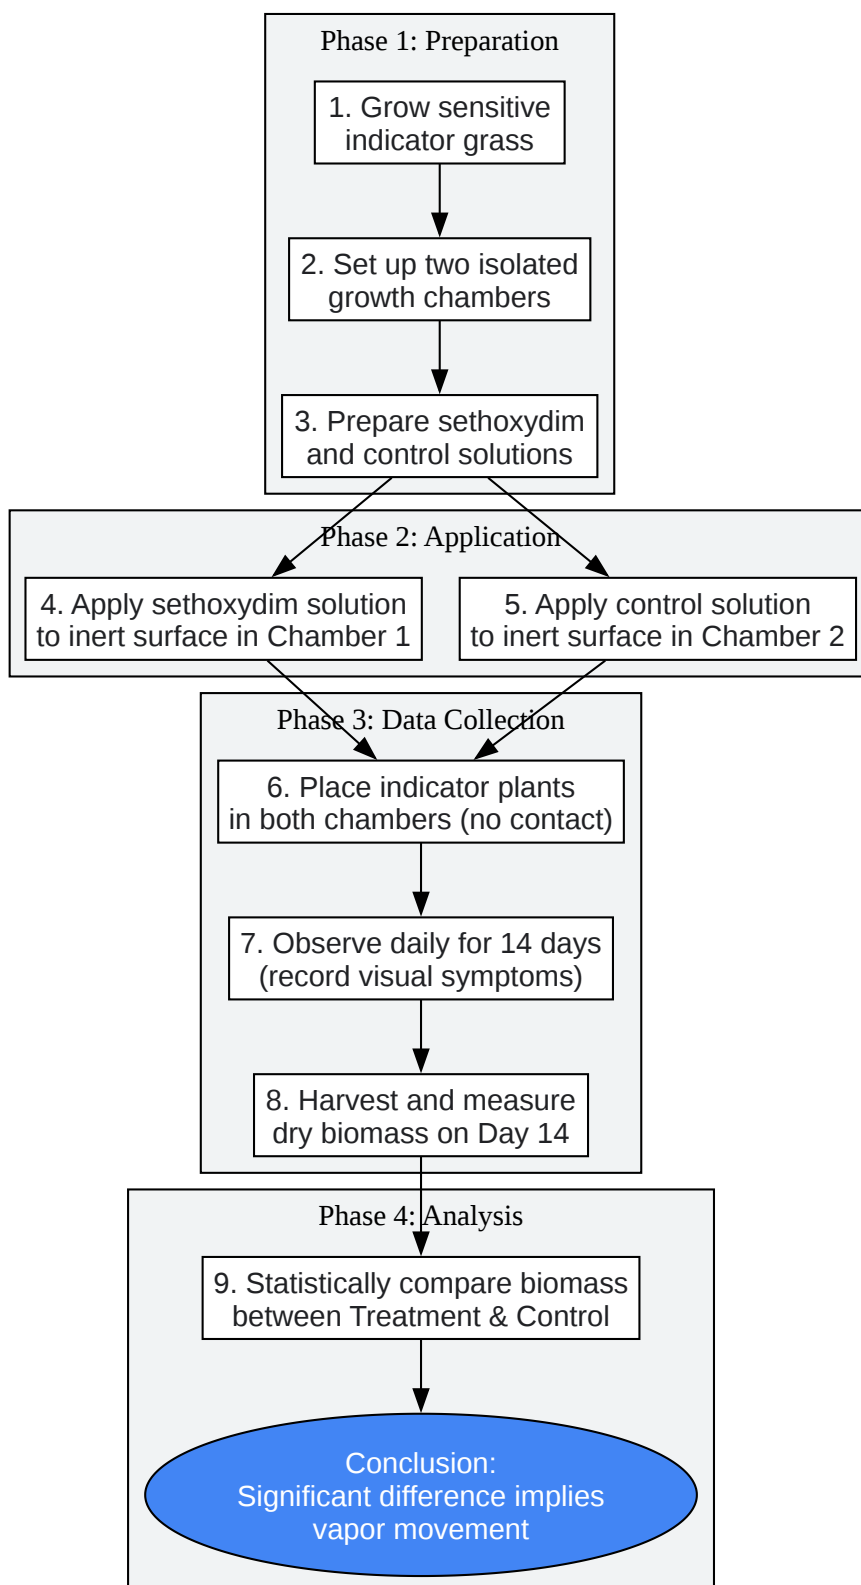 Phase 1: Preparation
1. Grow sensitive
indicator grass
2. Set up two isolated
growth chambers
3. Prepare sethoxydim
and control solutions
Phase 2: Application
4. Apply sethoxydim solution
to inert surface in Chamber 1
5. Apply control solution
to inert surface in Chamber 2
Phase 3: Data Collection
6. Place indicator plants
in both chambers (no contact)
7. Observe daily for 14 days
(record visual symptoms)
8. Harvest and measure
dry biomass on Day 14
Phase 4: Analysis
9. Statistically compare biomass
between Treatment & Control
Conclusion:
Significant difference implies
vapor movement